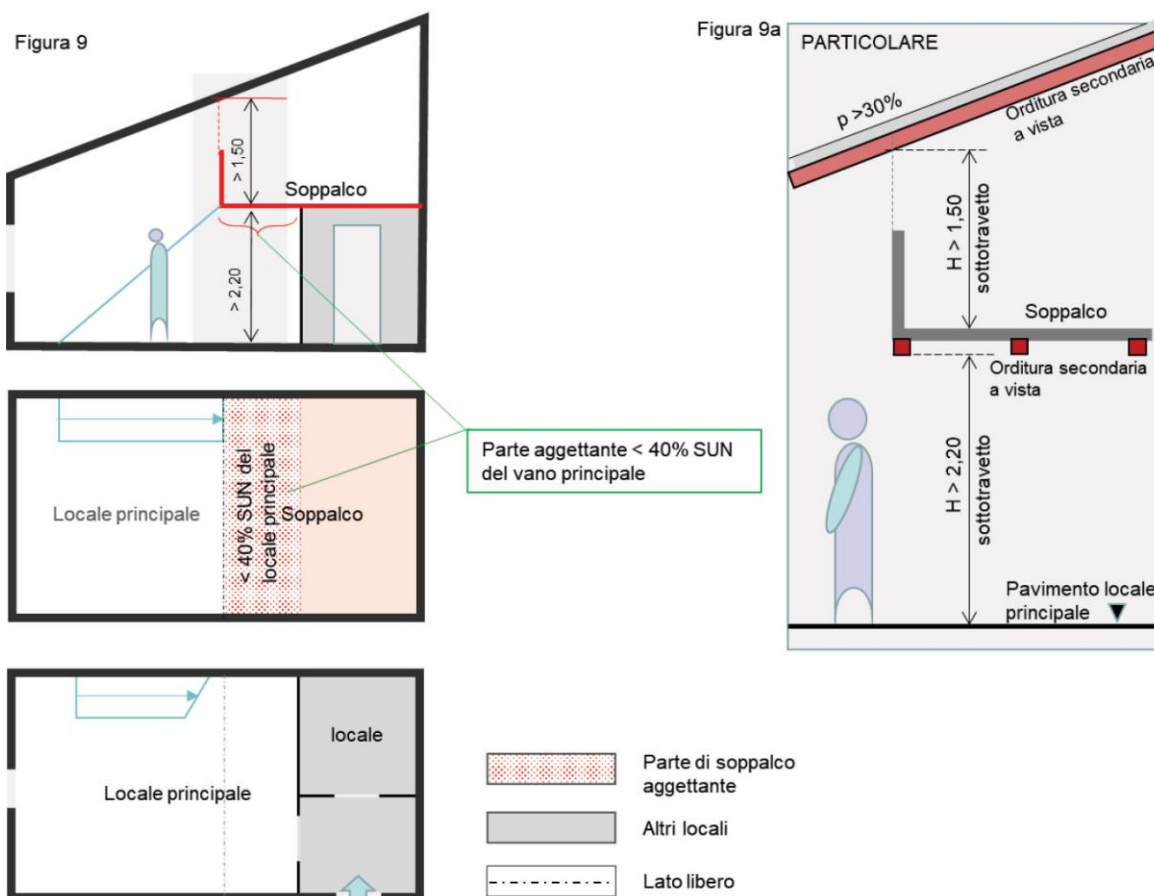 Figura 9
> 1,50
Soppalco
> 2,20
Figura 9a
PARTICOLARE
p >30%
Orditura secondaria
a vista
H > 1,50
sottotravetto
Soppalco
Orditura secondaria
a vista
H > 2,20
sottotravetto
Pavimento locale
principale
Parte aggettante < 40% SUN
del vano principale
Locale principale
< 40% SUN del
locale principale
Soppalco
locale
Locale principale
Parte di soppalco
aggettante
Altri locali
Lato libero